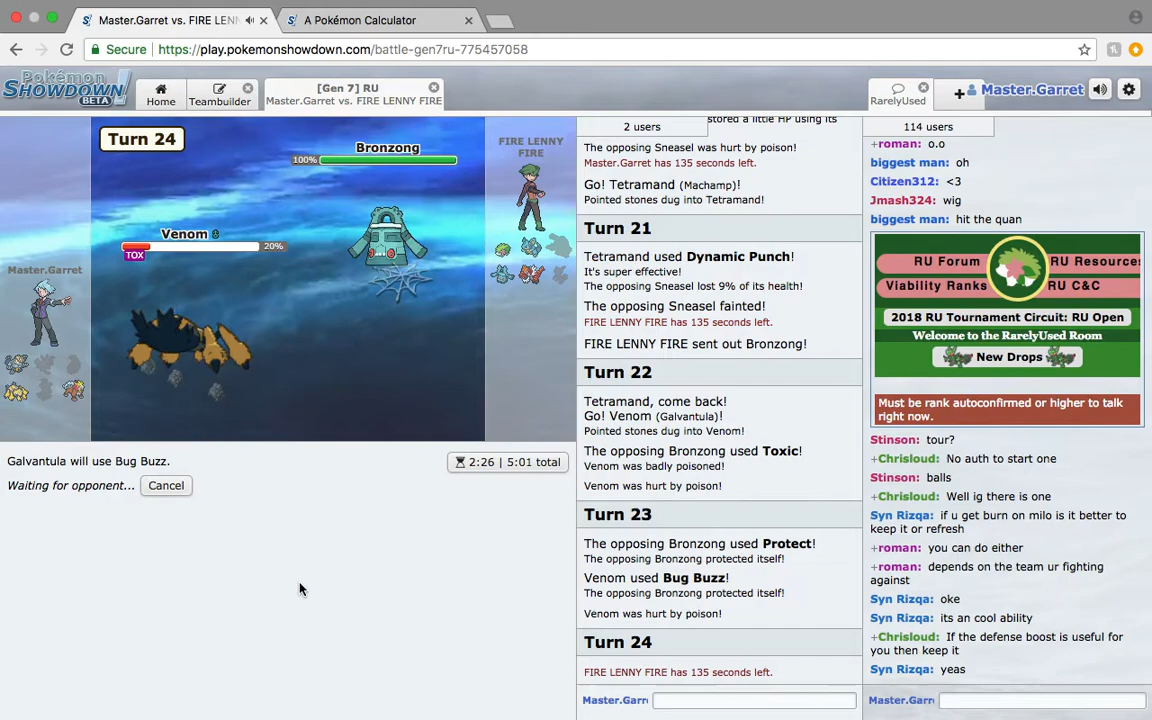 Master.Garret vs. FIRE LENN
A Pokémon Calculator
Secure
https://play.pokemonshowdown.com/battle-gen7ru-775457058
Pokémon
SHOWDOWN!
BETA
Home
Teambuilder
[Gen 7] RU
Master.Garret vs. FIRE LENNY FIRE
RarelyUsed
Master.Garret
Turn 24
Bronzong
100%
Venom
20%
TOX
FIRE LENNY
FIRE
Master.Garret
Galvantula will use Bug Buzz.
Waiting for opponent...
Cancel
2:26 | 5:01 total
2 users
stored a little HP using its
The opposing Sneasel was hurt by poison!
Master.Garret has 135 seconds left.
Go! Tetramand (Machamp)!
Pointed stones dug into Tetramand!
Turn 21
Tetramand used Dynamic Punch!
It's super effective!
The opposing Sneasel lost 9% of its health!
The opposing Sneasel fainted!
FIRE LENNY FIRE has 135 seconds left.
FIRE LENNY FIRE sent out Bronzong!
Turn 22
Tetramand, come back!
Go! Venom (Galvantula)!
Pointed stones dug into Venom!
The opposing Bronzong used Toxic!
Venom was badly poisoned!
Venom was hurt by poison!
Turn 23
The opposing Bronzong used Protect!
The opposing Bronzong protected itself!
Venom used Bug Buzz!
The opposing Bronzong protected itself!
Venom was hurt by poison!
Turn 24
FIRE LENNY FIRE has 135 seconds left.
Master.Garre
114 users
+roman: o.o
biggest man: oh
Citizen312: <3
Jmash324: wig
biggest man: hit the quan
RU Forum
RU Resources
Viability Ranks
RU C&C
2018 RU Tournament Circuit: RU Open
Welcome to the RarelyUsed Room
New Drops
Must be rank autoconfirmed or higher to talk
right now.
Stinson: tour?
+Chrisloud: No auth to start one
Stinson: balls
+Chrisloud: Well ig there is one
Syn Rizqa: if u get burn on milo is it better to
keep it or refresh
+roman: you can do either
+roman: depends on the team ur fighting
against
Syn Rizqa: oke
Syn Rizqa: its an cool ability
+Chrisloud: If the defense boost is useful for
you then keep it
Syn Rizqa: yeas
Master.Garre